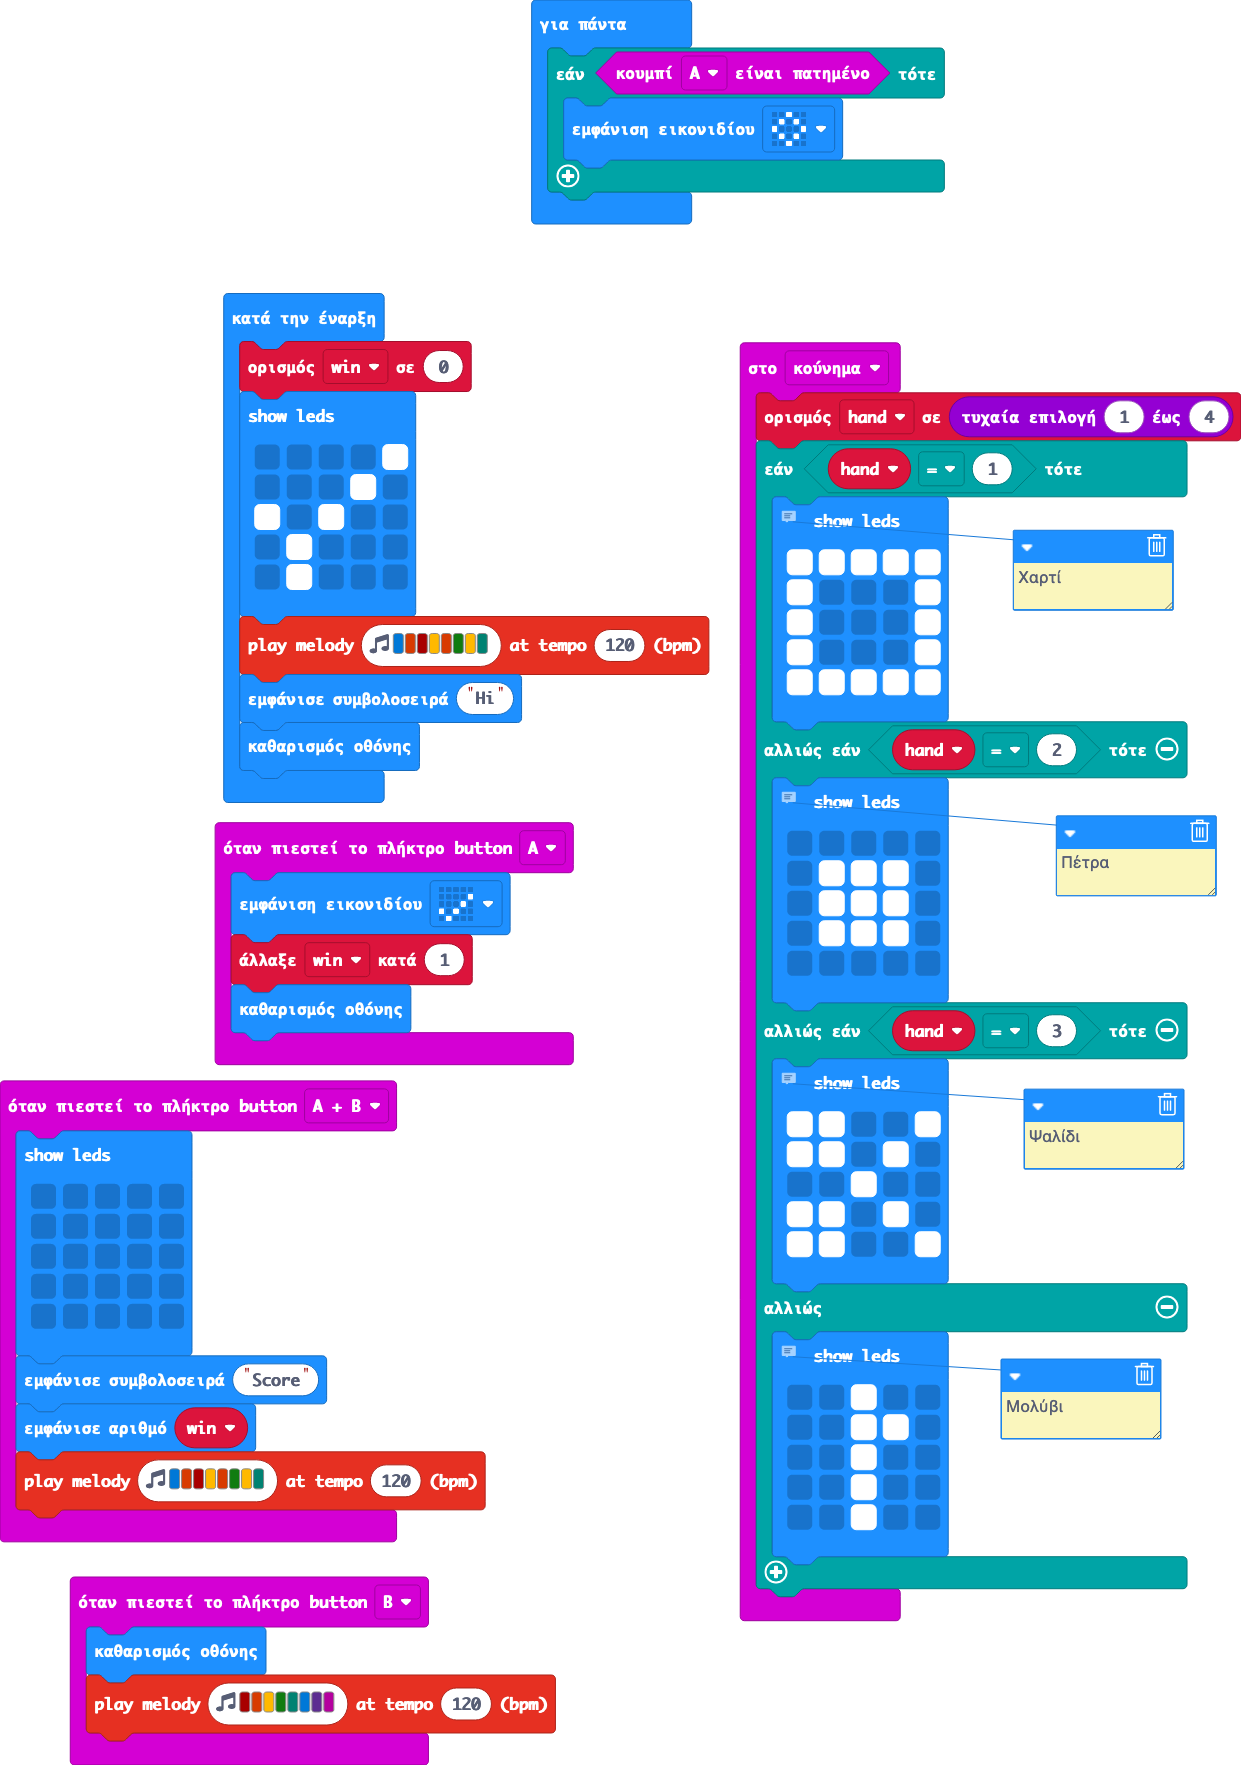 για πάντα
εάν κουμπί A είναι πατημένο τότε
εμφάνιση εικονιδίου
κατά την έναρξη
ορισμός win σε 0
show leds
play melody at tempo 120 (bpm)
εμφάνισε συμβολοσειρά "Hi"
καθαρισμός οθόνης
όταν πιεστεί το πλήκτρο button A
εμφάνιση εικονιδίου
άλλαξε win κατά 1
καθαρισμός οθόνης
όταν πιεστεί το πλήκτρο button A + B
show leds
εμφάνισε συμβολοσειρά "Score"
εμφάνισε αριθμό win
play melody at tempo 120 (bpm)
όταν πιεστεί το πλήκτρο button B
καθαρισμός οθόνης
play melody at tempo 120 (bpm)
στο κούνημα
ορισμός hand σε τυχαία επιλογή 1 έως 4
εάν hand = 1 τότε
show leds
Χαρτί
αλλιώς εάν hand = 2 τότε
show leds
Πέτρα
αλλιώς εάν hand = 3 τότε
show leds
Ψαλίδι
αλλιώς
show leds
Μολύβι